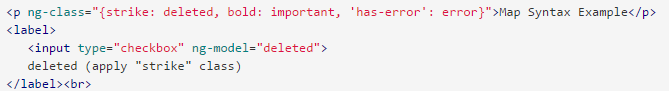 <p ng-class="{strike: deleted, bold: important, 'has-error': error}">Map Syntax Example</p>
<label>
   <input type="checkbox" ng-model="deleted">
   deleted (apply "strike" class)
</label><br>